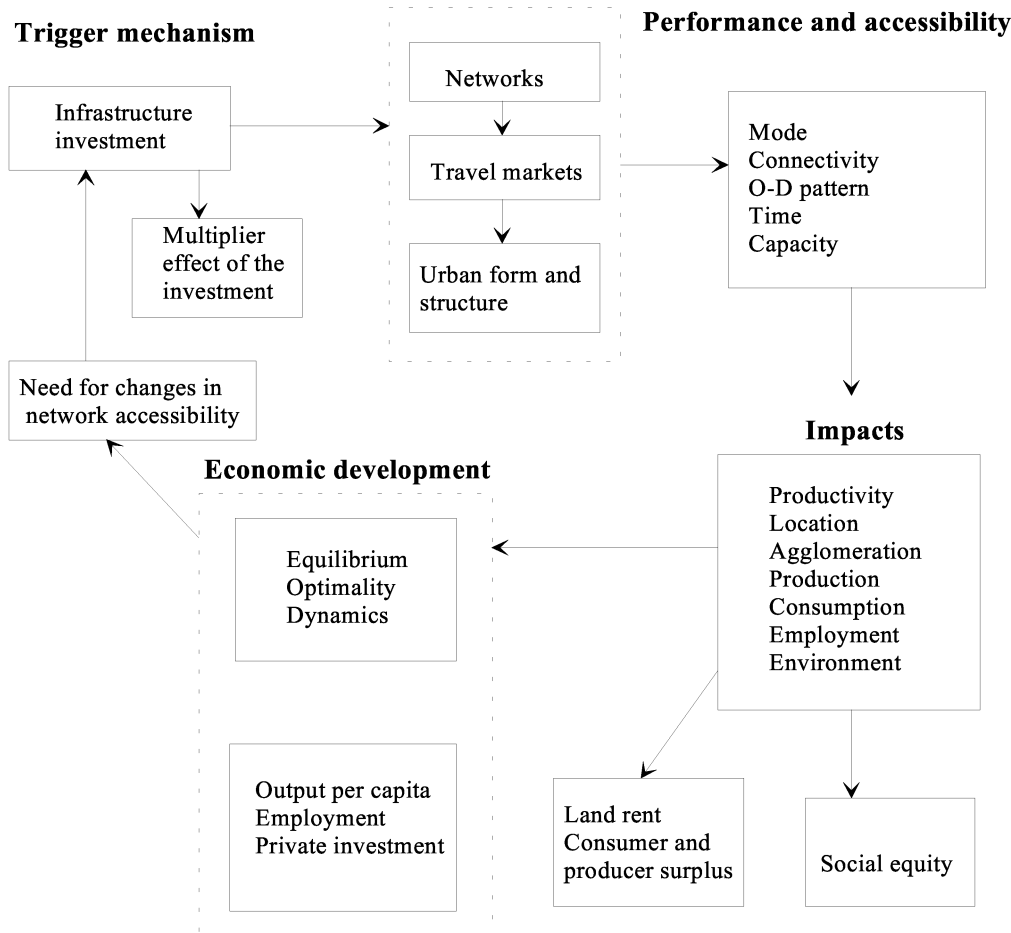 Trigger mechanism
Infrastructure
investment
Multiplier
effect of the
investment
Need for changes in
network accessibility
Networks
Travel markets
Urban form and
structure
Performance and accessibility
Mode
Connectivity
O-D pattern
Time
Capacity
Impacts
Productivity
Location
Agglomeration
Production
Consumption
Employment
Environment
Economic development
Equilibrium
Optimality
Dynamics
Output per capita
Employment
Private investment
Land rent
Consumer and
producer surplus
Social equity